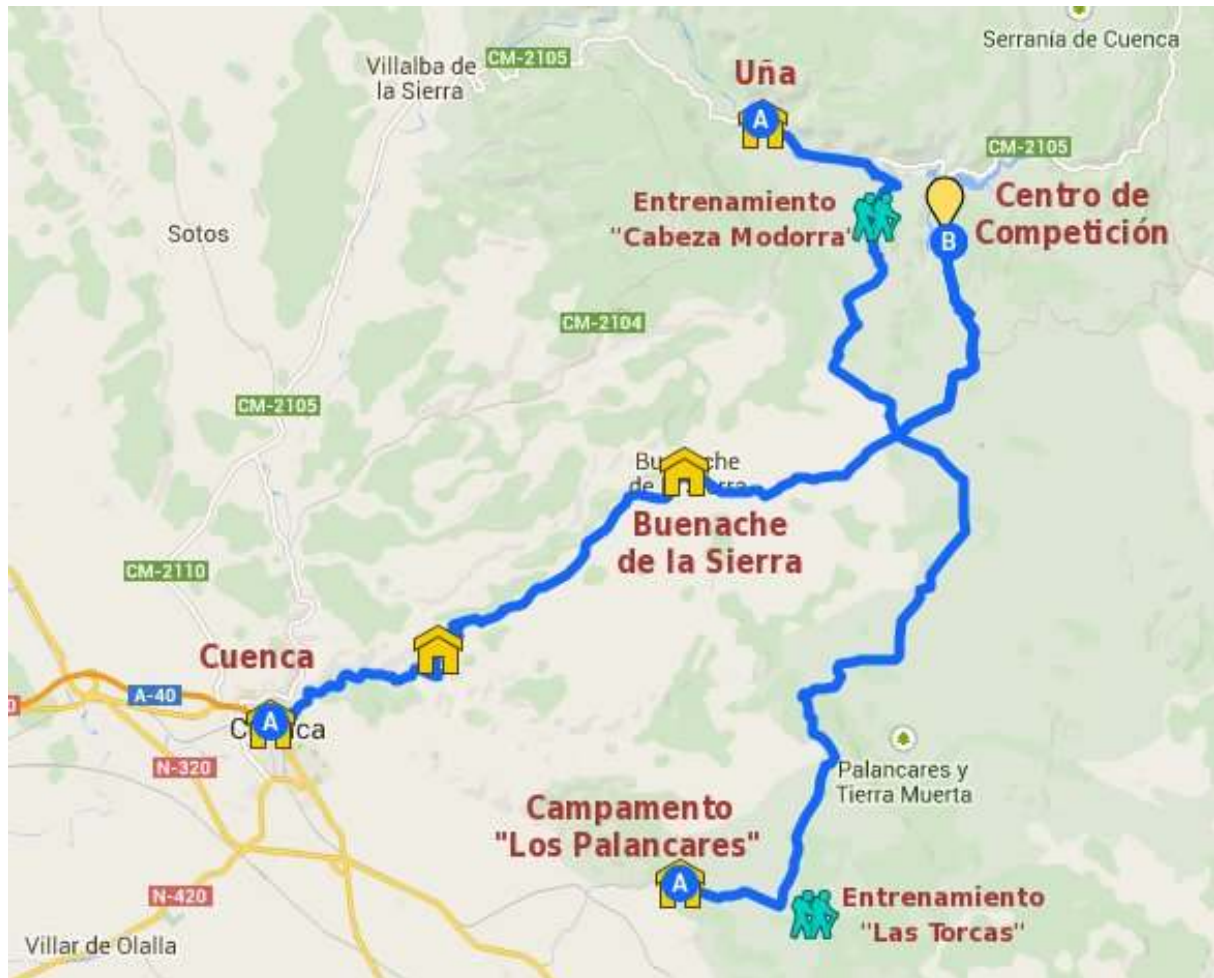 Serranía de Cuenca
CM-2105
Villalba de
la Sierra
Uña
A
CM-2105
Entrenamiento
"Cabeza Modorra"
Centro de
Competición
B
Sotos
CM-2104
CM-2105
Buenache
de la Sierra
CM-2110
Cuenca
A-40
0
A
N-320
Palancares y
Tierra Muerta
Campamento
"Los Palancares"
A
N-420
Entrenamiento
"Las Torcas"
Villar de Olalla